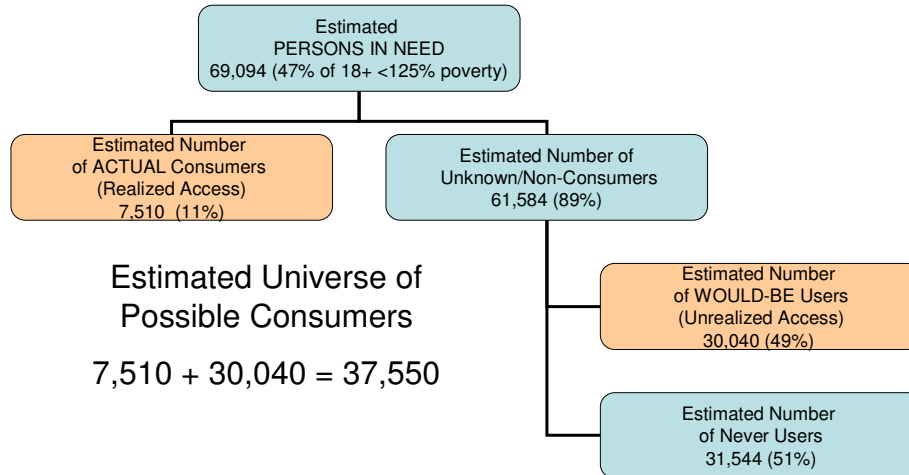 Estimated
PERSONS IN NEED
69,094 (47% of 18+ <125% poverty)
Estimated Number
of ACTUAL Consumers
(Realized Access)
7,510 (11%)
Estimated Number of
Unknown/Non-Consumers
61,584 (89%)
Estimated Universe of
Possible Consumers
7,510 + 30,040 = 37,550
Estimated Number
of WOULD-BE Users
(Unrealized Access)
30,040 (49%)
Estimated Number
of Never Users
31,544 (51%)